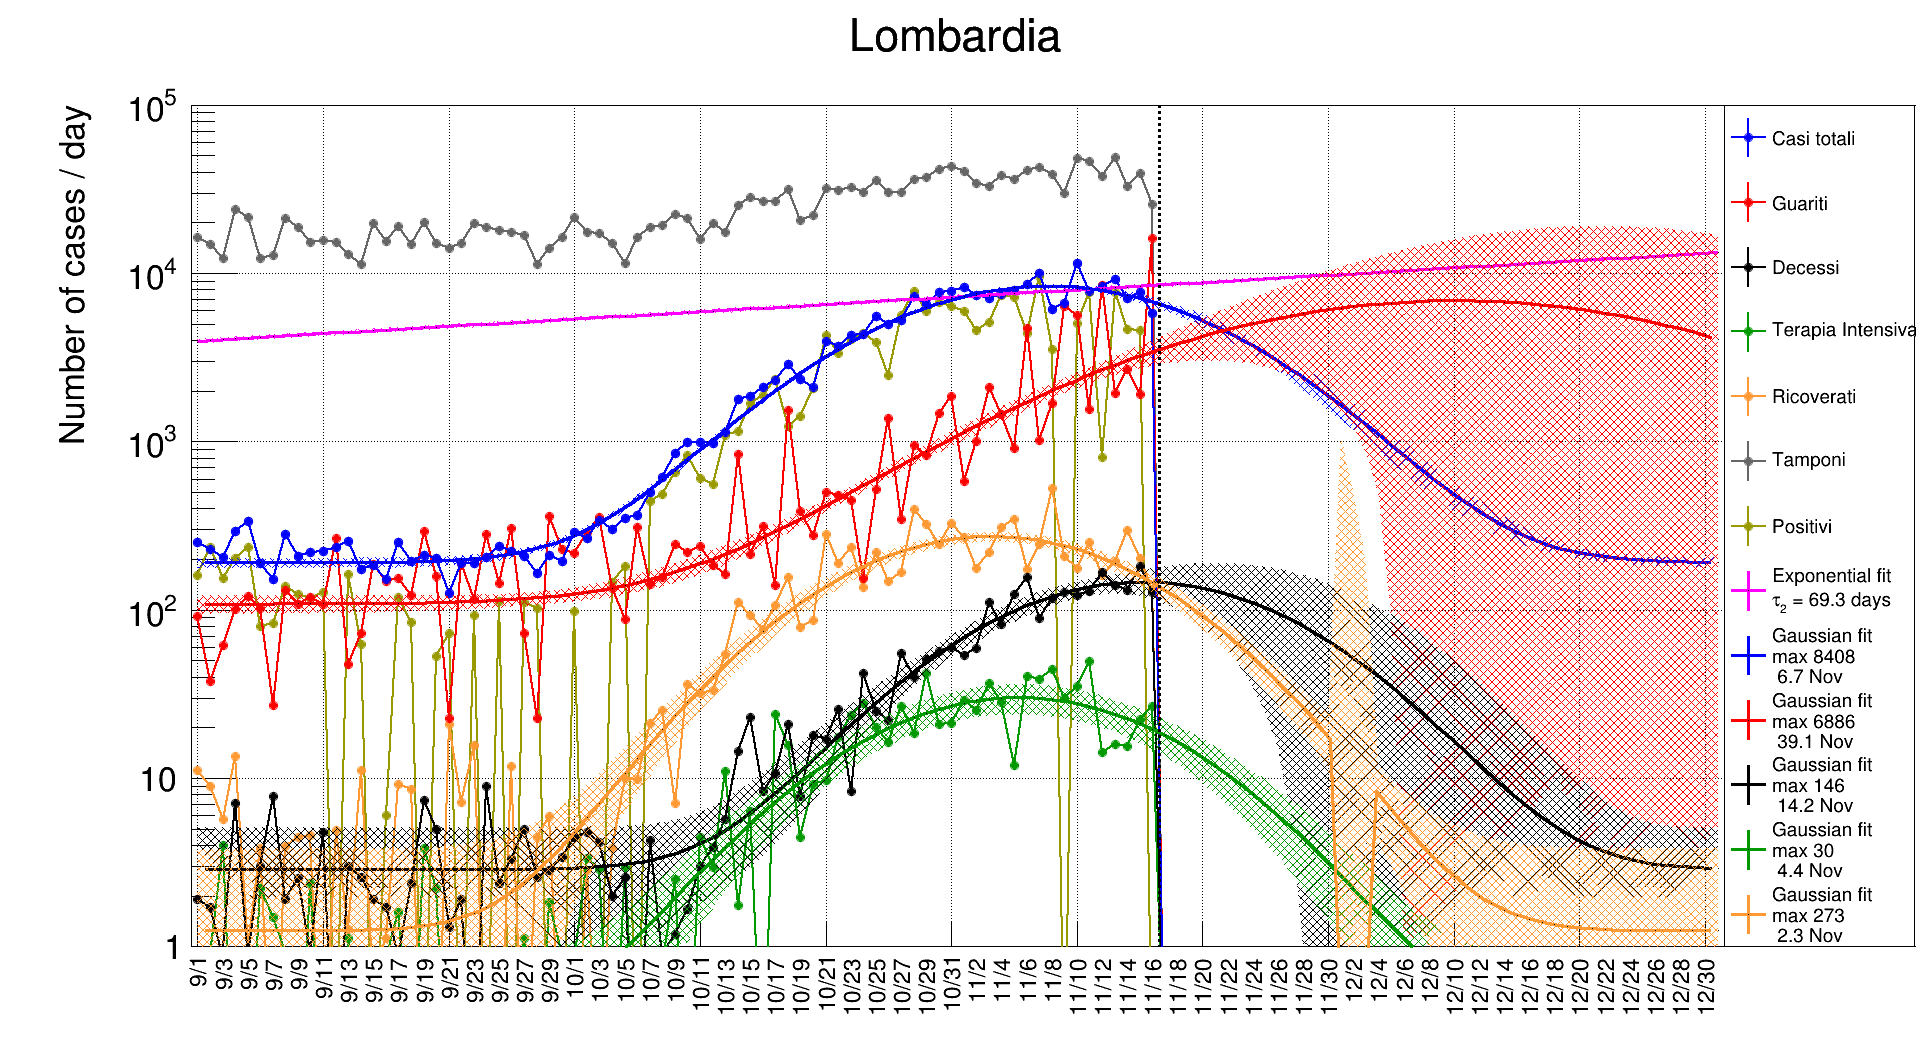 Lombardia
Number of cases / day
10^5
10^4
10^3
10^2
10
1
9/1
9/3
9/5
9/7
9/9
9/11
9/13
9/15
9/17
9/19
9/21
9/23
9/25
9/27
9/29
10/1
10/3
10/5
10/7
10/9
10/11
10/13
10/15
10/17
10/19
10/21
10/23
10/25
10/27
10/29
10/31
11/2
11/4
11/6
11/8
11/10
11/12
11/14
11/16
11/18
11/20
11/22
11/24
11/26
11/28
11/30
12/2
12/4
12/6
12/8
12/10
12/12
12/14
12/16
12/18
12/20
12/22
12/24
12/26
12/28
12/30
Casi totali
Guariti
Decessi
Terapia Intensiva
Ricoverati
Tamponi
Positivi
Exponential fit
τ₂ = 69.3 days
Gaussian fit
max 8408
6.7 Nov
Gaussian fit
max 6886
39.1 Nov
Gaussian fit
max 146
14.2 Nov
Gaussian fit
max 30
4.4 Nov
Gaussian fit
max 273
2.3 Nov